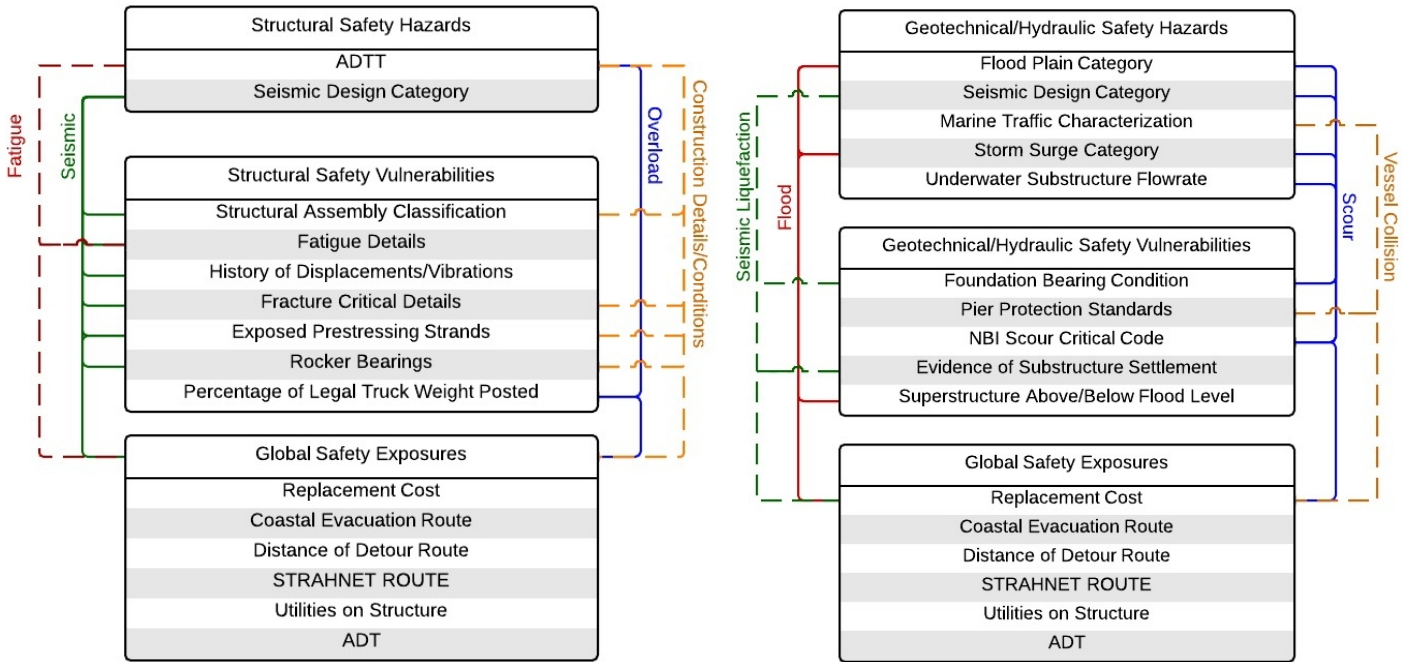 Structural Safety Hazards
ADTT
Seismic Design Category
Fatigue
Seismic
Overload
Construction Details/Conditions
Structural Safety Vulnerabilities
Structural Assembly Classification
Fatigue Details
History of Displacements/Vibrations
Fracture Critical Details
Exposed Prestressing Strands
Rocker Bearings
Percentage of Legal Truck Weight Posted
Global Safety Exposures
Replacement Cost
Coastal Evacuation Route
Distance of Detour Route
STRAHNET ROUTE
Utilities on Structure
ADT
Geotechnical/Hydraulic Safety Hazards
Flood Plain Category
Seismic Design Category
Marine Traffic Characterization
Storm Surge Category
Underwater Substructure Flowrate
Seismic Liquefaction
Flood
Scour
Vessel Collision
Geotechnical/Hydraulic Safety Vulnerabilities
Foundation Bearing Condition
Pier Protection Standards
NBI Scour Critical Code
Evidence of Substructure Settlement
Superstructure Above/Below Flood Level
Global Safety Exposures
Replacement Cost
Coastal Evacuation Route
Distance of Detour Route
STRAHNET ROUTE
Utilities on Structure
ADT